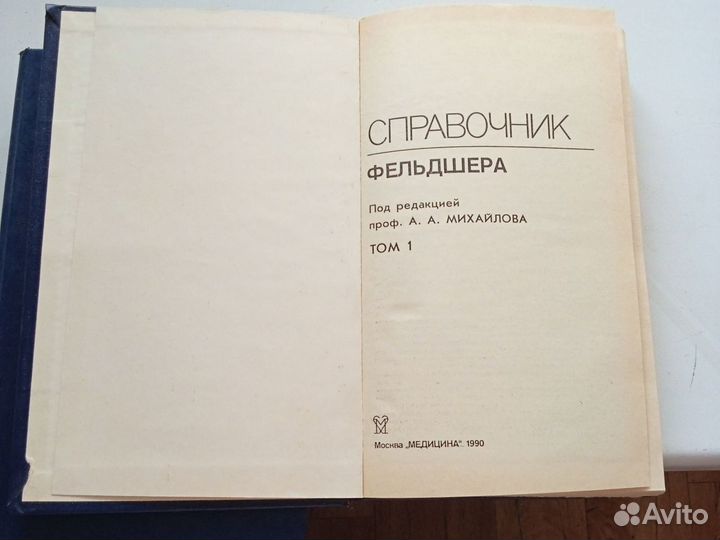 СПРАВОЧНИК
ФЕЛЬДШЕРА
Под редакцией
проф. А. А. МИХАЙЛОВА
ТОМ 1
Москва „МЕДИЦИНА" 1990
Avito